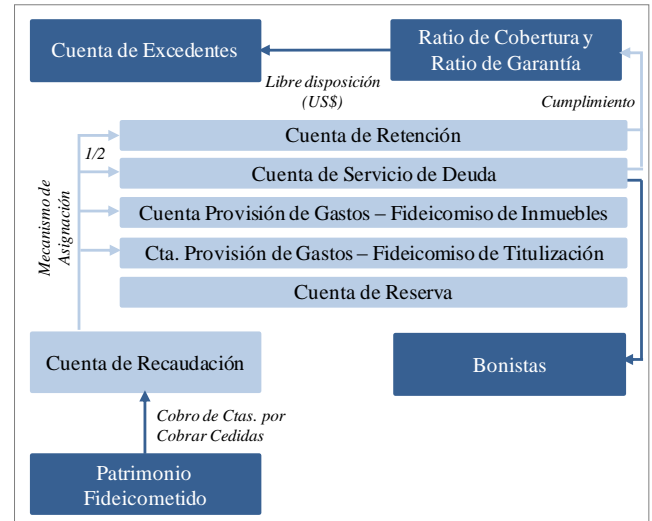 Cuenta de Excedentes
Ratio de Cobertura y
Ratio de Garantía
Libre disposición
(US$)
Cumplimiento
Mecanismo de
Asignación
1/2
Cuenta de Retención
Cuenta de Servicio de Deuda
Cuenta Provisión de Gastos – Fideicomiso de Inmuebles
Cta. Provisión de Gastos – Fideicomiso de Titulización
Cuenta de Reserva
Cuenta de Recaudación
Bonistas
Cobro de Ctas. por
Cobrar Cedidas
Patrimonio
Fideicometido